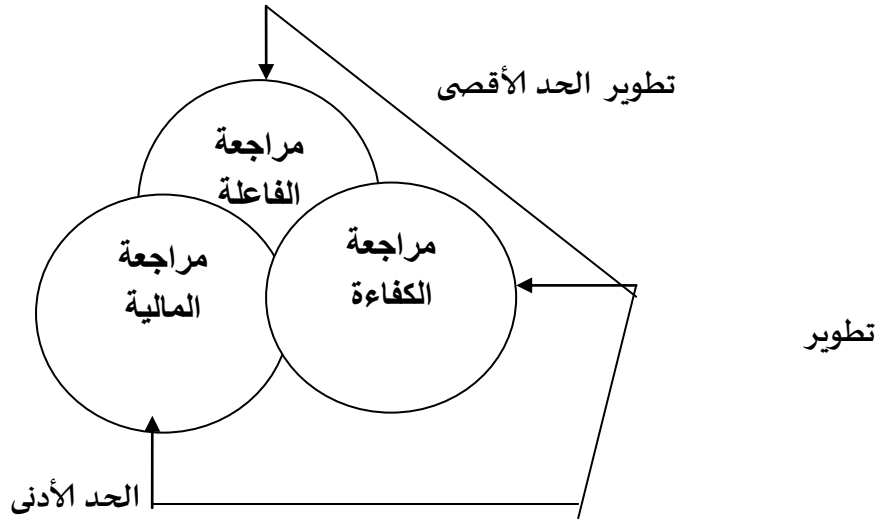 تطوير الحد الأقصى
مراجعة
الفاعلة
مراجعة
الكفاءة
مراجعة
المالية
تطوير
الحد الأدنى